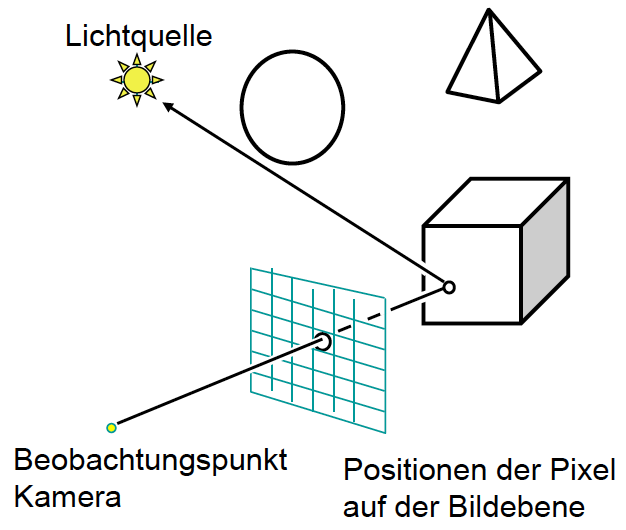 Lichtquelle
Beobachtungspunkt
Kamera
Positionen der Pixel
auf der Bildebene